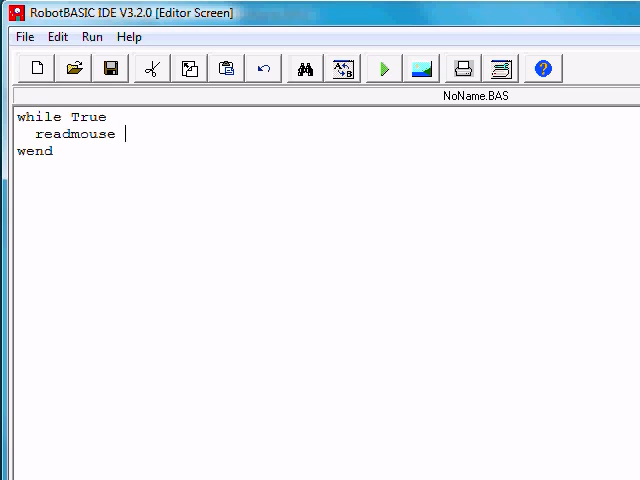 RobotBASIC IDE V3.2.0 [Editor Screen]
File Edit Run Help
NoName.BAS
while True
readmouse
wend